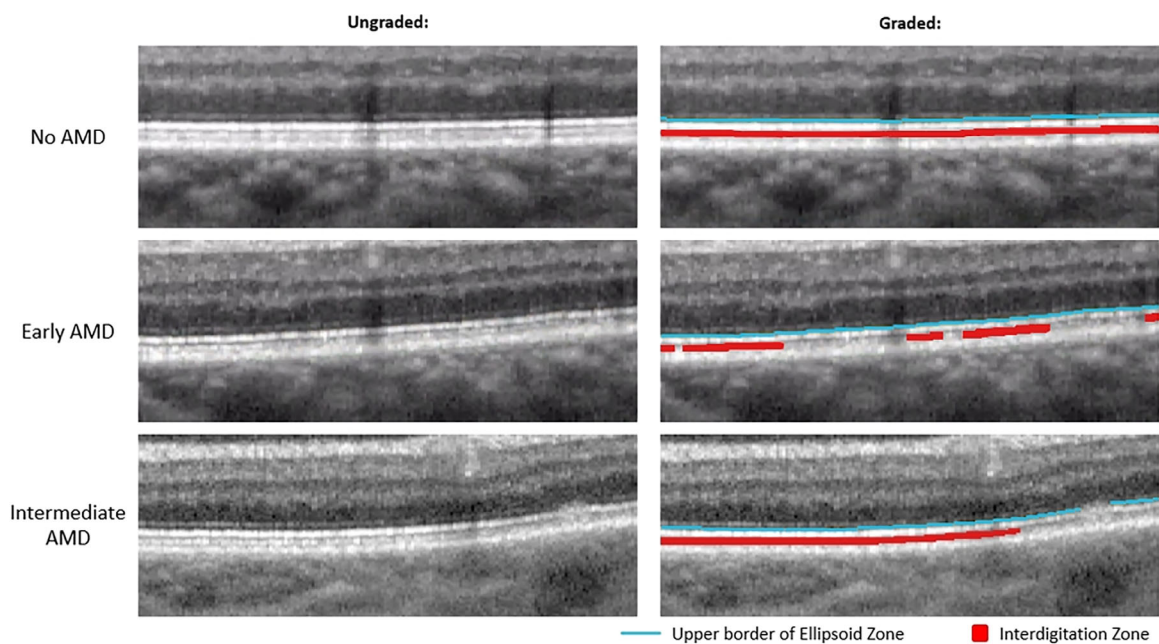 Ungraded:
Graded:
No AMD
Early AMD
Intermediate
AMD
Upper border of Ellipsoid Zone
Interdigitation Zone